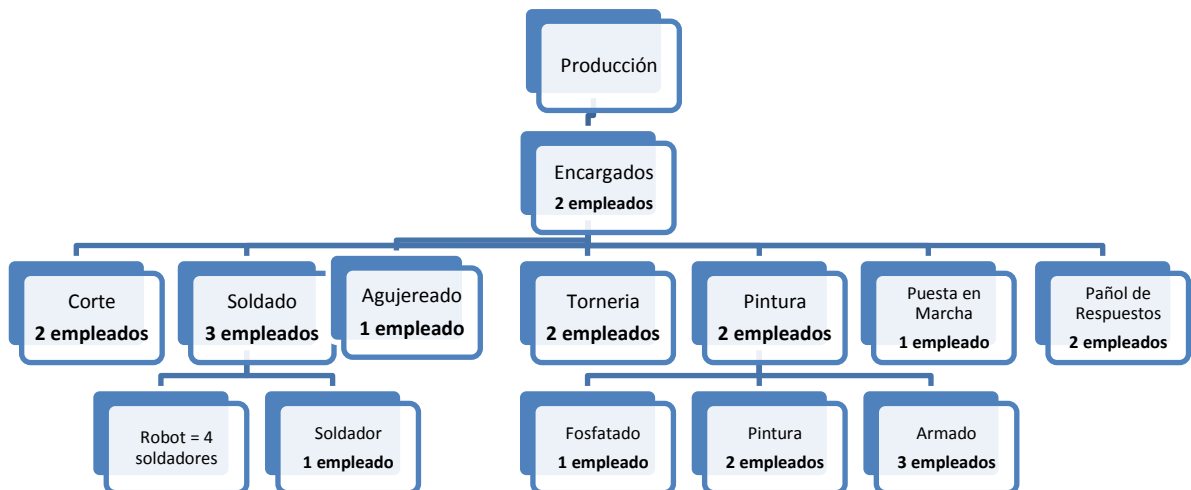 Producción
Encargados
2 empleados
Corte
2 empleados
Soldado
3 empleados
Agujereado
1 empleado
Torneria
2 empleados
Pintura
2 empleados
Puesta en
Marcha
1 empleado
Pañol de
Respuestos
2 empleados
Robot = 4
soldadores
Soldador
1 empleado
Fosfatado
1 empleado
Pintura
2 empleados
Armado
3 empleados